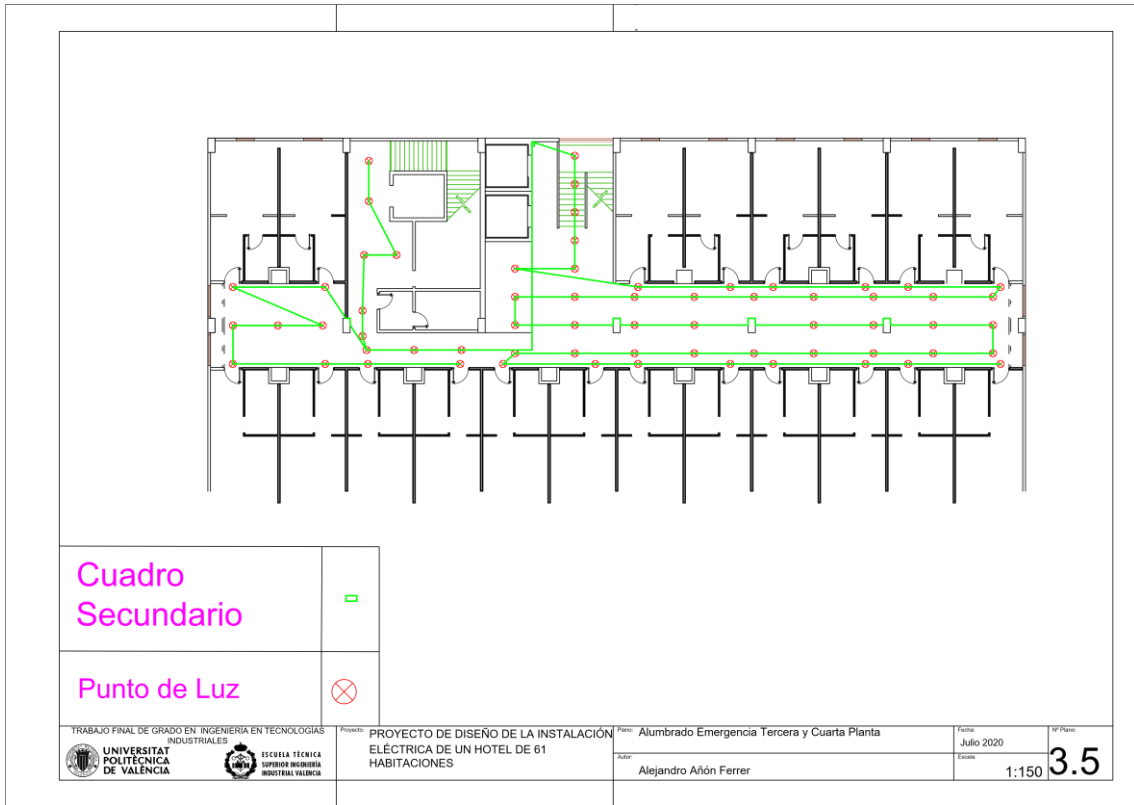 Cuadro
Secundario
Punto de Luz
TRABAJO FINAL DE GRADO EN INGENIERÍA EN TECNOLOGÍAS
INDUSTRIALES
UNIVERSITAT
POLITÈCNICA
DE VALÈNCIA
ESCUELA TÉCNICA
SUPERIOR INGENIERÍA
INDUSTRIAL VALENCIA
Proyecto:
PROYECTO DE DISEÑO DE LA INSTALACIÓN
ELÉCTRICA DE UN HOTEL DE 61
HABITACIONES
Plano:
Alumbrado Emergencia Tercera y Cuarta Planta
Autor:
Alejandro Añón Ferrer
Fecha:
Julio 2020
Escala:
1:150
Nº Plano:
3.5